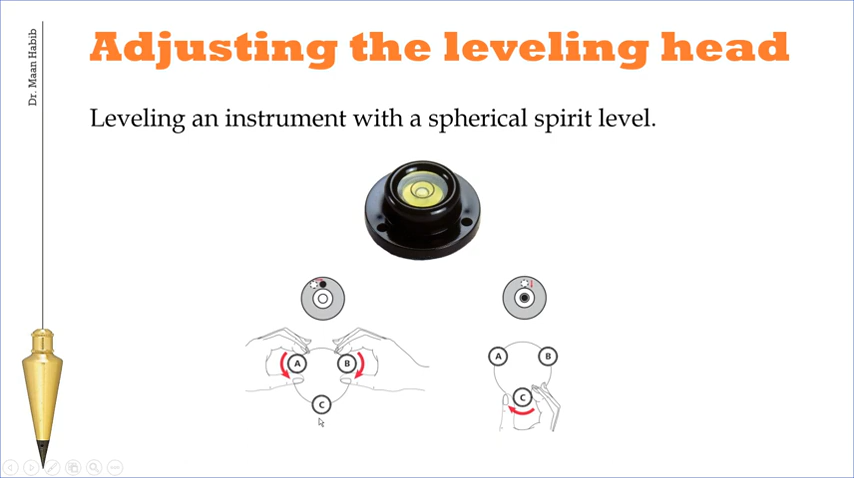 Adjusting the leveling head
Dr. Maan Habib
Leveling an instrument with a spherical spirit level.
A
B
C
A
B
C